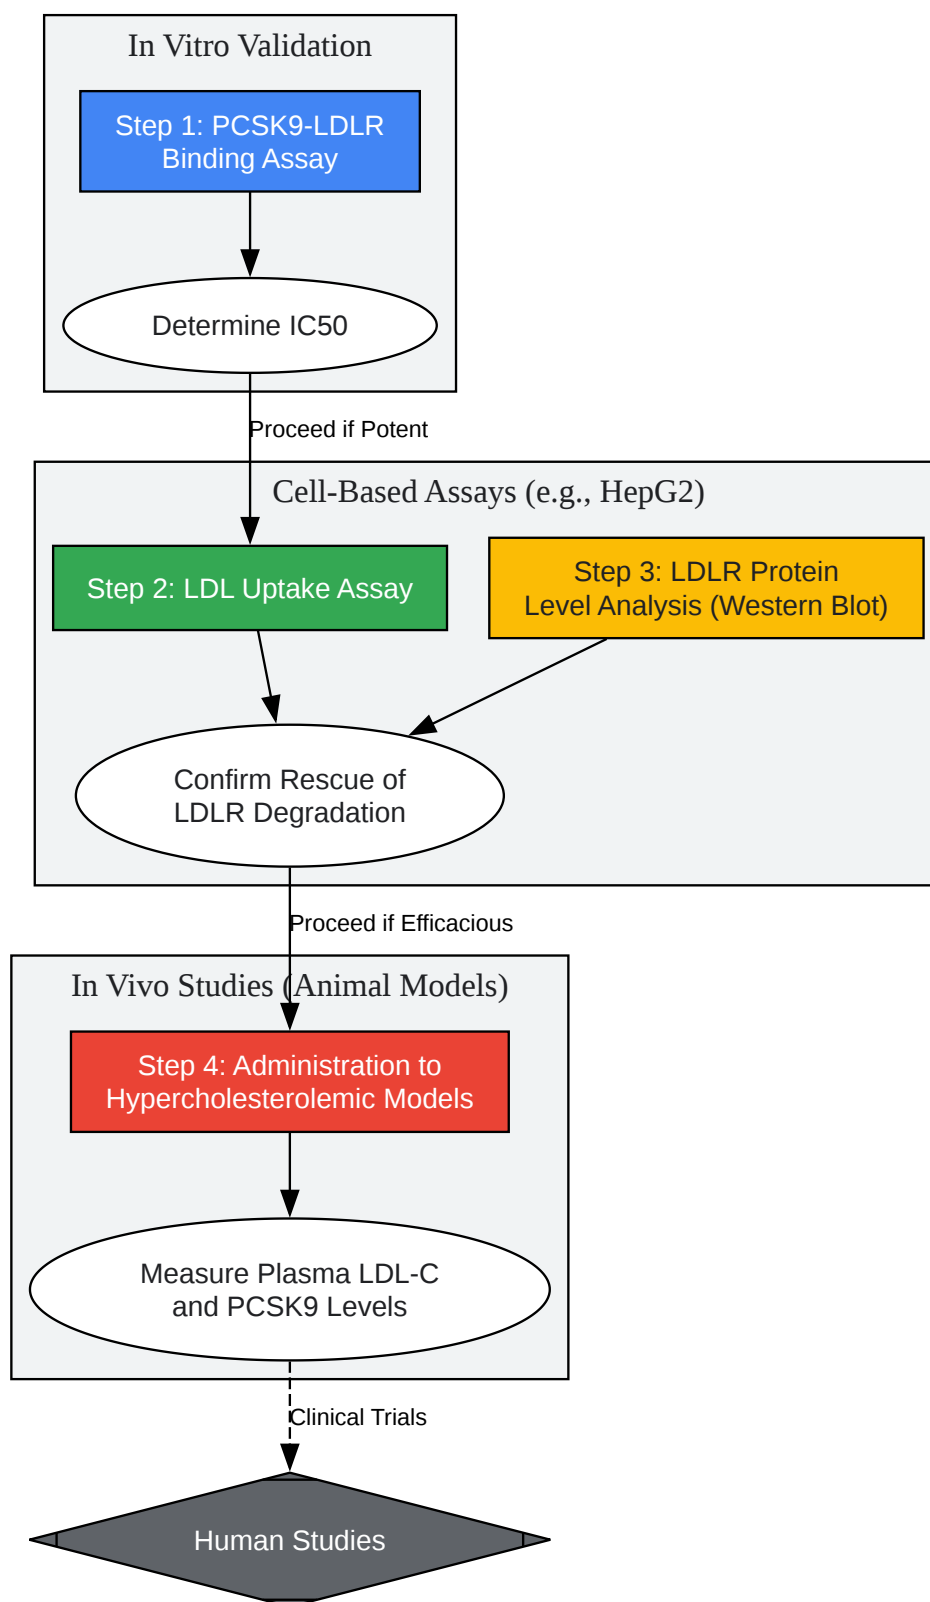 In Vitro Validation
Step 1: PCSK9-LDLR
Binding Assay
Determine IC50
Proceed if Potent
Cell-Based Assays (e.g., HepG2)
Step 2: LDL Uptake Assay
Step 3: LDLR Protein
Level Analysis (Western Blot)
Confirm Rescue of
LDLR Degradation
Proceed if Efficacious
In Vivo Studies (Animal Models)
Step 4: Administration to
Hypercholesterolemic Models
Measure Plasma LDL-C
and PCSK9 Levels
Clinical Trials
Human Studies